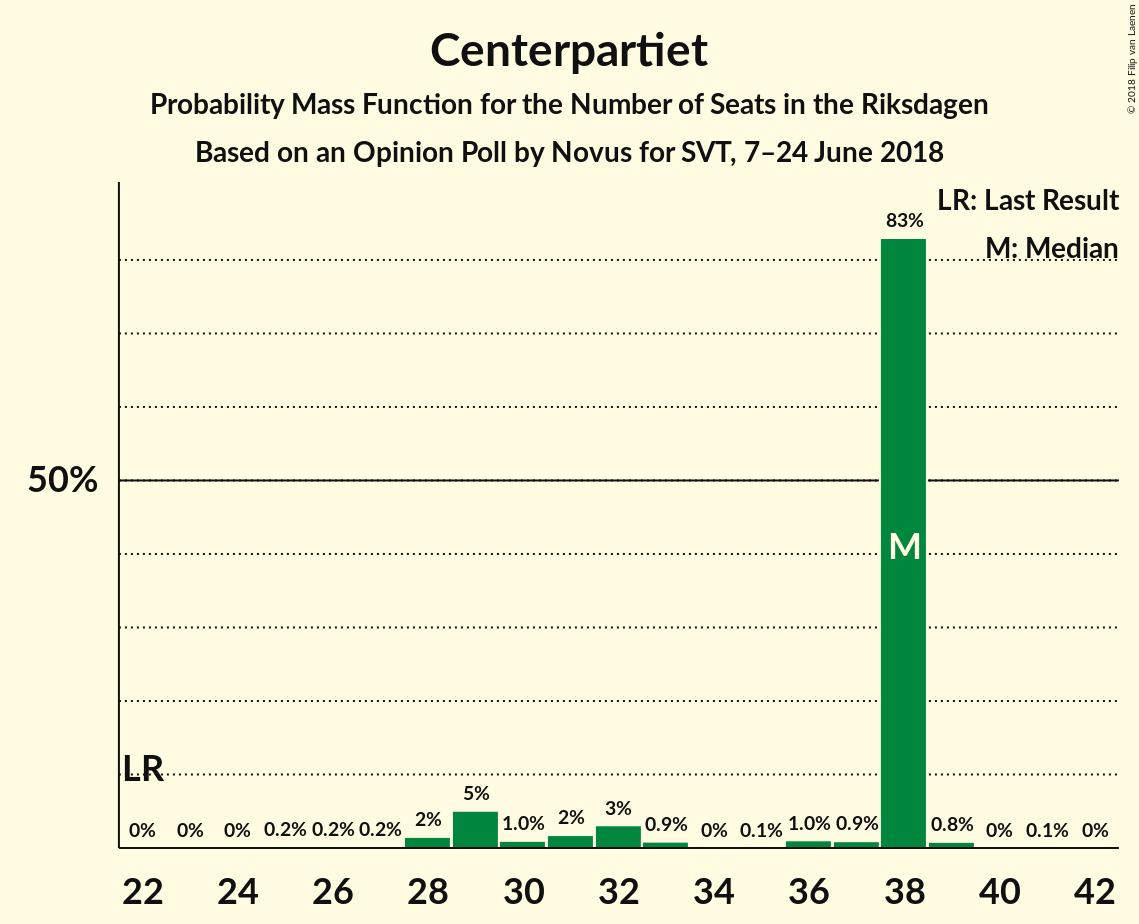 Centerpartiet
Probability Mass Function for the Number of Seats in the Riksdagen
Based on an Opinion Poll by Novus for SVT, 7–24 June 2018
© 2018 Filip van Laenen
LR: Last Result
M: Median
83%
50%
M
LR
0% 0% 0% 0.2% 0.2% 0.2% 2% 5% 1.0% 2% 3% 0.9% 0% 0.1% 1.0% 0.9% 0.8% 0% 0.1% 0%
22 24 26 28 30 32 34 36 38 40 42